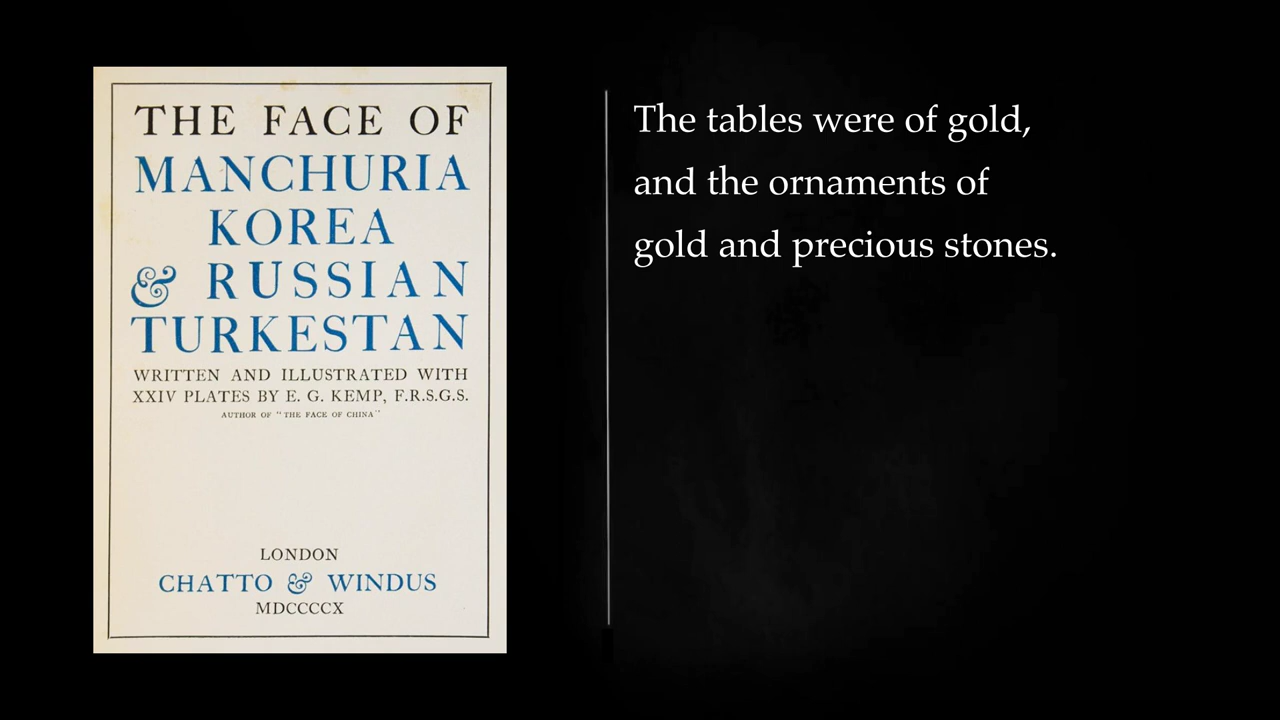 THE FACE OF
MANCHURIA
KOREA
& RUSSIAN
TURKESTAN
WRITTEN AND ILLUSTRATED WITH
XXIV PLATES BY E. G. KEMP, F.R.S.G.S.
AUTHOR OF "THE FACE OF CHINA"
LONDON
CHATTO & WINDUS
MDCCCCX
The tables were of gold,
and the ornaments of
gold and precious stones.